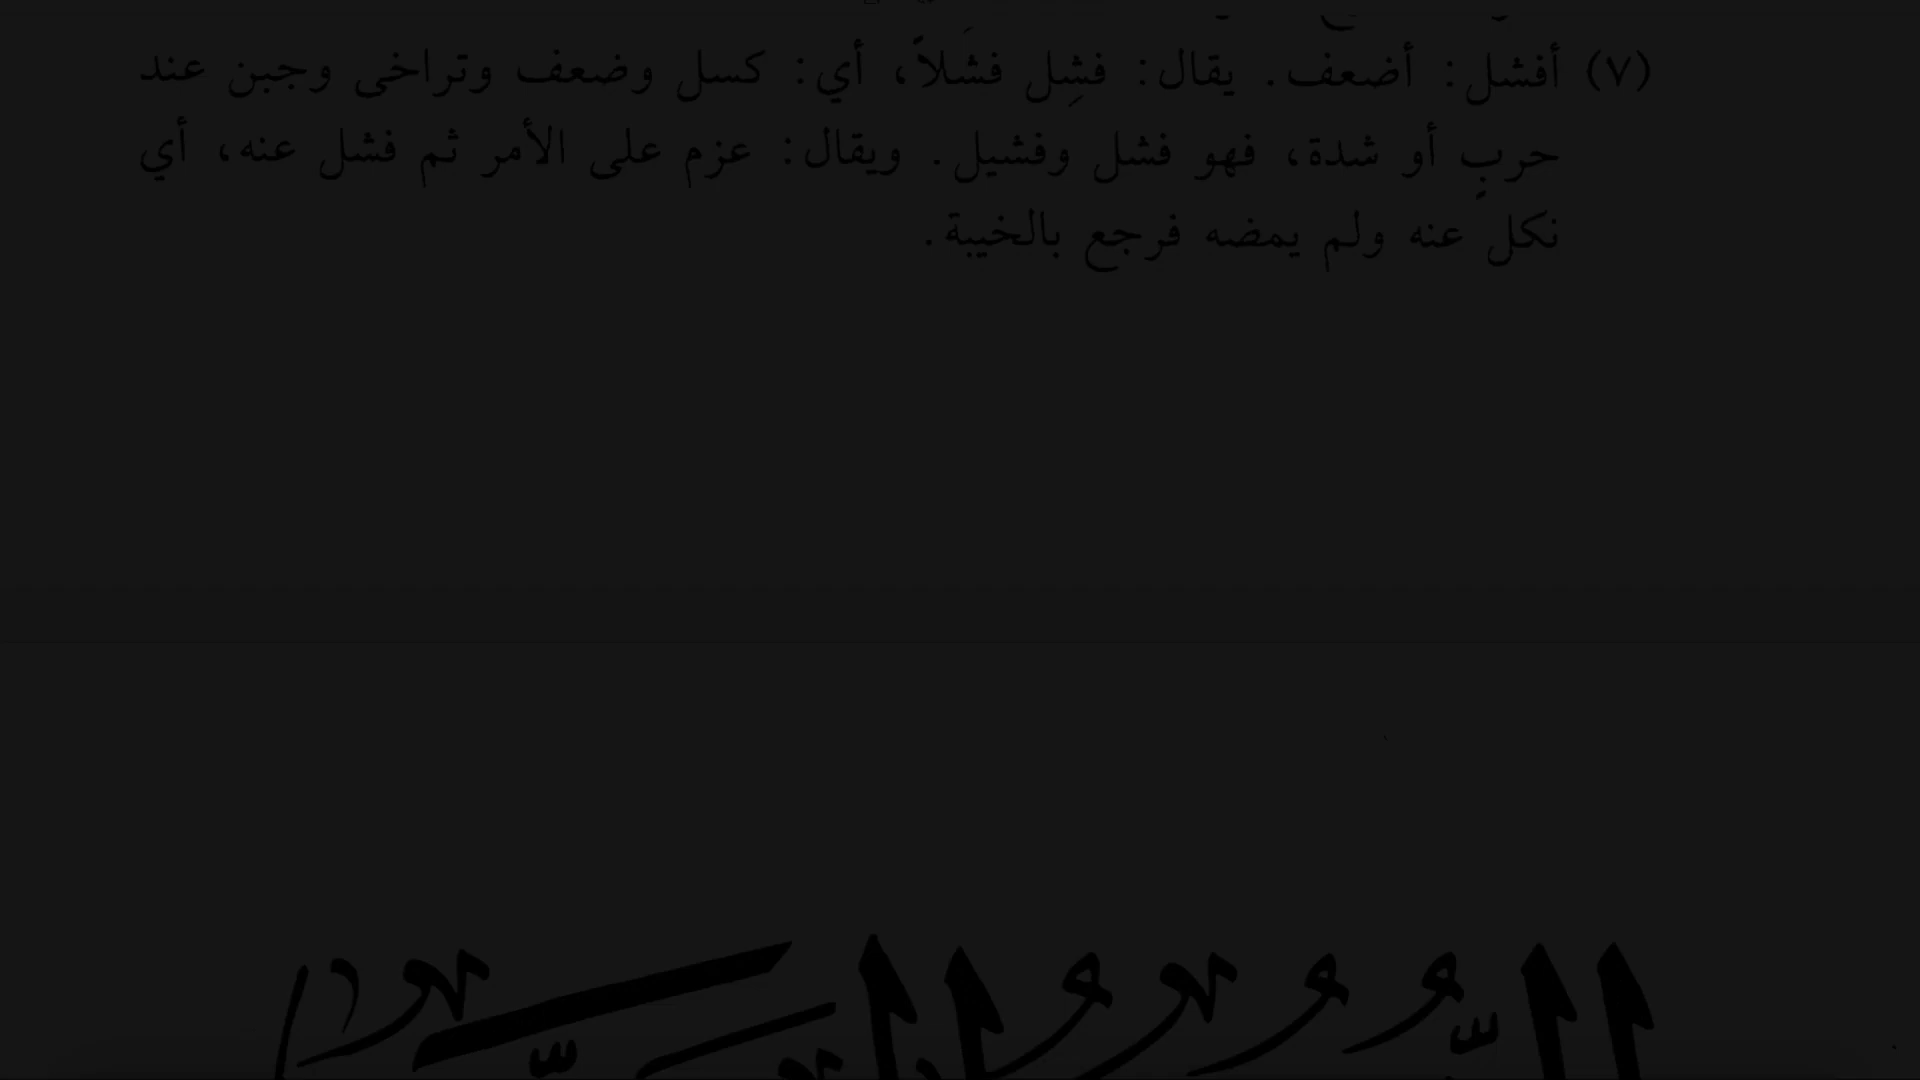 (٧) أفشل: أضعف. يقال: فشِل فشَلاً، أي: كسل وضعف وتراخى وجبن عند
حربٍ أو شدة، فهو فشل وفشيل. ويقال: عزم على الأمر ثم فشل عنه، أي
نكل عنه ولم يمضه فرجع بالخيبة.